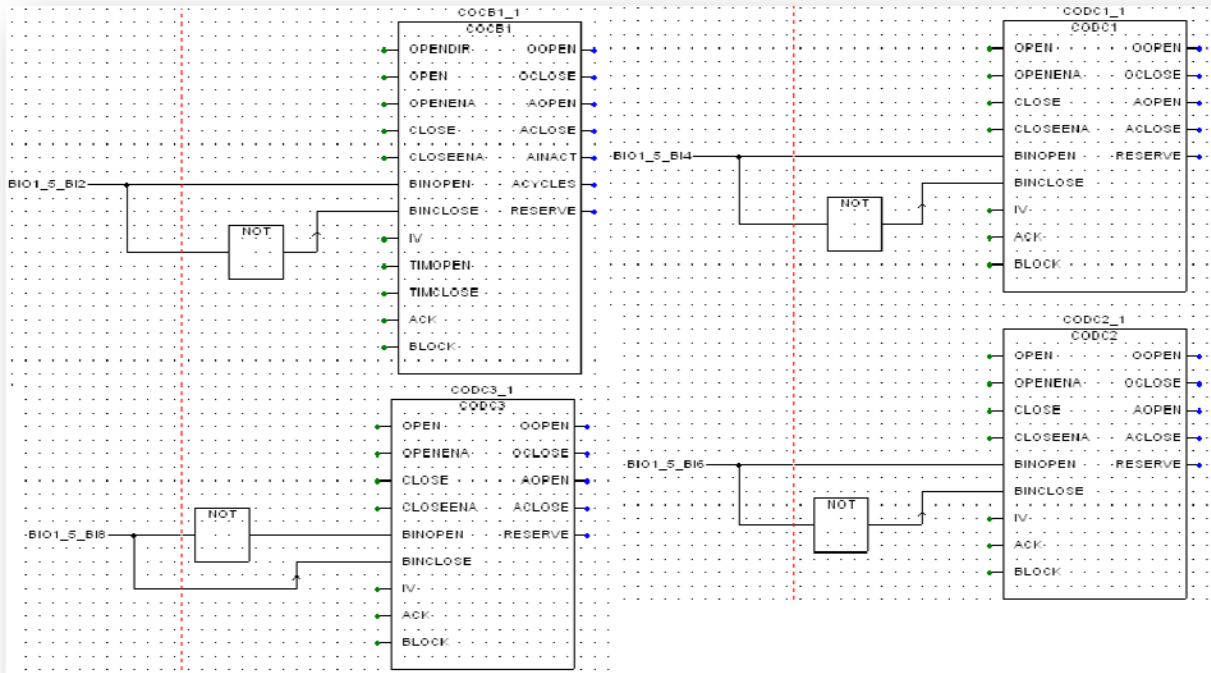 COCB1_1
COCB1
OPENDIR OOPEN
OPEN OCLOSE
OPENENA AOPEN
CLOSE ACLOSE
CLOSEENA AINACT
BIO1_5_BI2 BINOPEN ACYCLES
BINCLOSE RESERVE
NOT
IV
TIMOPEN
TIMCLOSE
ACK
BLOCK
CODC1_1
CODC1
OPEN OOPEN
OPENENA OCLOSE
CLOSE AOPEN
CLOSEENA ACLOSE
BIO1_5_BI4 BINOPEN RESERVE
BINCLOSE
NOT
IV
ACK
BLOCK
CODC3_1
CODC3
OPEN OOPEN
OPENENA OCLOSE
CLOSE AOPEN
CLOSEENA ACLOSE
NOT
BIO1_5_BI8 BINOPEN RESERVE
BINCLOSE
IV
ACK
BLOCK
CODC2_1
CODC2
OPEN OOPEN
OPENENA OCLOSE
CLOSE AOPEN
CLOSEENA ACLOSE
BIO1_5_BI6 BINOPEN RESERVE
BINCLOSE
NOT
IV
ACK
BLOCK